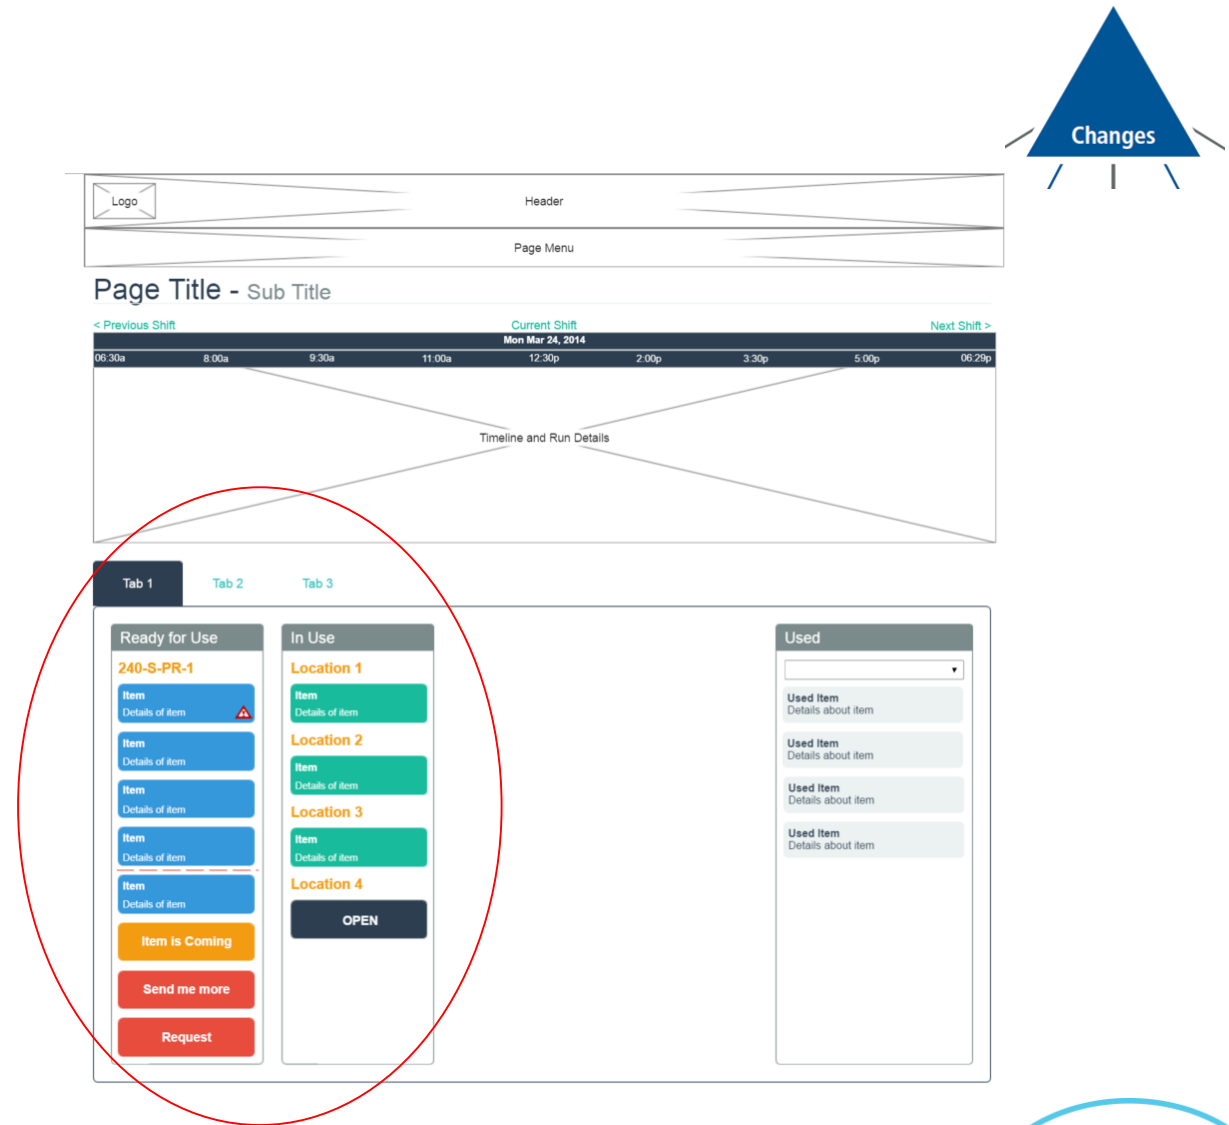 Changes
Logo
Header
Page Menu
Page Title - Sub Title
< Previous Shift
Current Shift
Next Shift >
Mon Mar 24, 2014
06:30a 8:00a 9:30a 11:00a 12:30p 2:00p 3:30p 5:00p 06:29p
Timeline and Run Details
Tab 1
Tab 2
Tab 3
Ready for Use
240-S-PR-1
Item
Details of item
Item
Details of item
Item
Details of item
Item
Details of item
Item
Details of item
Item is Coming
Send me more
Request
In Use
Location 1
Item
Details of item
Location 2
Item
Details of item
Location 3
Item
Details of item
Location 4
OPEN
Used
Used Item
Details about item
Used Item
Details about item
Used Item
Details about item
Used Item
Details about item